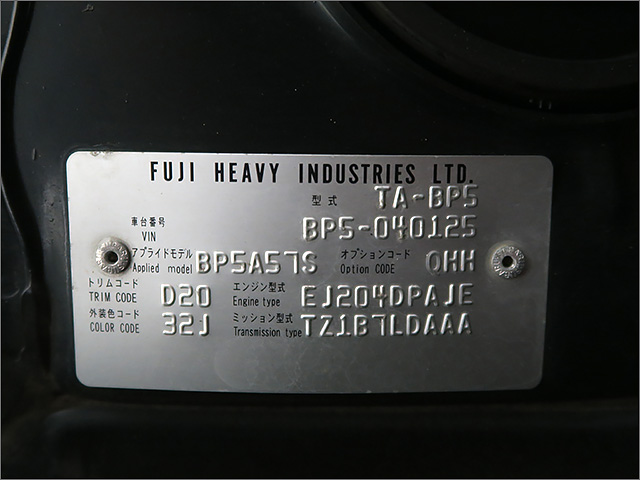 FUJI HEAVY INDUSTRIES LTD.
型式 TA-BP5
車台番号 VIN BP5-040125
アプライドモデル Applied model BP5A57S オプションコード Option CODE OHH
トリムコード TRIM CODE D20 エンジン型式 Engine type EJ204DPAJE
外装色コード COLOR CODE 32J ミッション型式 Transmission type TZ1B7LDAAA